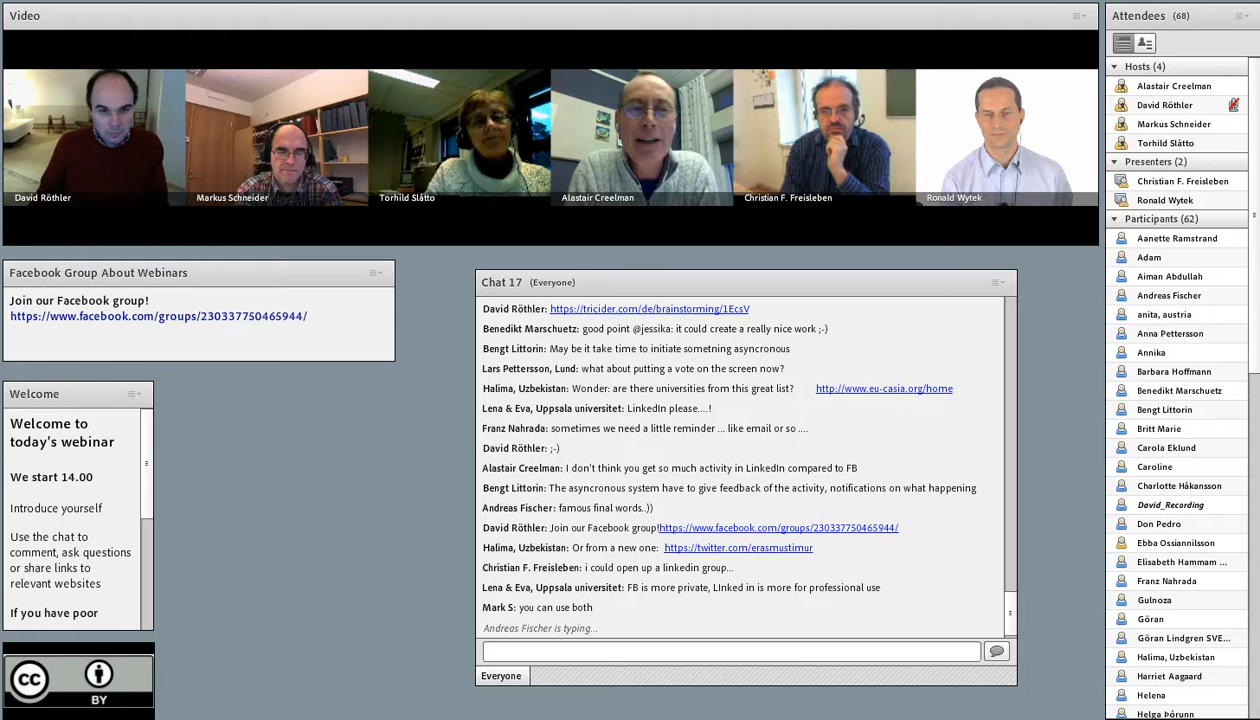 Video
David Röthler
Markus Schneider
Torhild Slåtto
Alastair Creelman
Christian F. Freisleben
Ronald Wytek
Facebook Group About Webinars
Join our Facebook group!
https://www.facebook.com/groups/230337750465944/
Welcome
Welcome to
today's webinar
We start 14.00
Introduce yourself
Use the chat to
comment, ask questions
or share links to
relevant websites
If you have poor
cc
BY
Chat 17 (Everyone)
David Röthler: https://tricider.com/de/brainstorming/1EcsV
Benedikt Marschuetz: good point @jessika: it could create a really nice work ;-)
Bengt Littorin: May be it take time to initiate sometning asyncronous
Lars Pettersson, Lund: what about putting a vote on the screen now?
Halima, Uzbekistan: Wonder: are there universities from this great list? http://www.eu-casia.org/home
Lena & Eva, Uppsala universitet: LinkedIn please....!
Franz Nahrada: sometimes we need a little reminder ... like email or so ....
David Röthler: ;-)
Alastair Creelman: I don't think you get so much activity in LinkedIn compared to FB
Bengt Littorin: The asyncronous system have to give feedback of the activity, notifications on what happening
Andreas Fischer: famous final words..))
David Röthler: Join our Facebook group!https://www.facebook.com/groups/230337750465944/
Halima, Uzbekistan: Or from a new one: https://twitter.com/erasmustimur
Christian F. Freisleben: i could open up a linkedin group...
Lena & Eva, Uppsala universitet: FB is more private, LInked in is more for professional use
Mark S: you can use both
Andreas Fischer is typing...
Everyone
Attendees (68)
Hosts (4)
Alastair Creelman
David Röthler
Markus Schneider
Torhild Slåtto
Presenters (2)
Christian F. Freisleben
Ronald Wytek
Participants (62)
Aanette Ramstrand
Adam
Aiman Abdullah
Andreas Fischer
anita, austria
Anna Pettersson
Annika
Barbara Hoffmann
Benedikt Marschuetz
Bengt Littorin
Britt Marie
Carola Eklund
Caroline
Charlotte Håkansson
David_Recording
Don Pedro
Ebba Ossiannilsson
Elisabeth Hammam ...
Franz Nahrada
Gulnoza
Göran
Göran Lindgren SVE...
Halima, Uzbekistan
Harriet Aagaard
Helena
Helga Þórunn